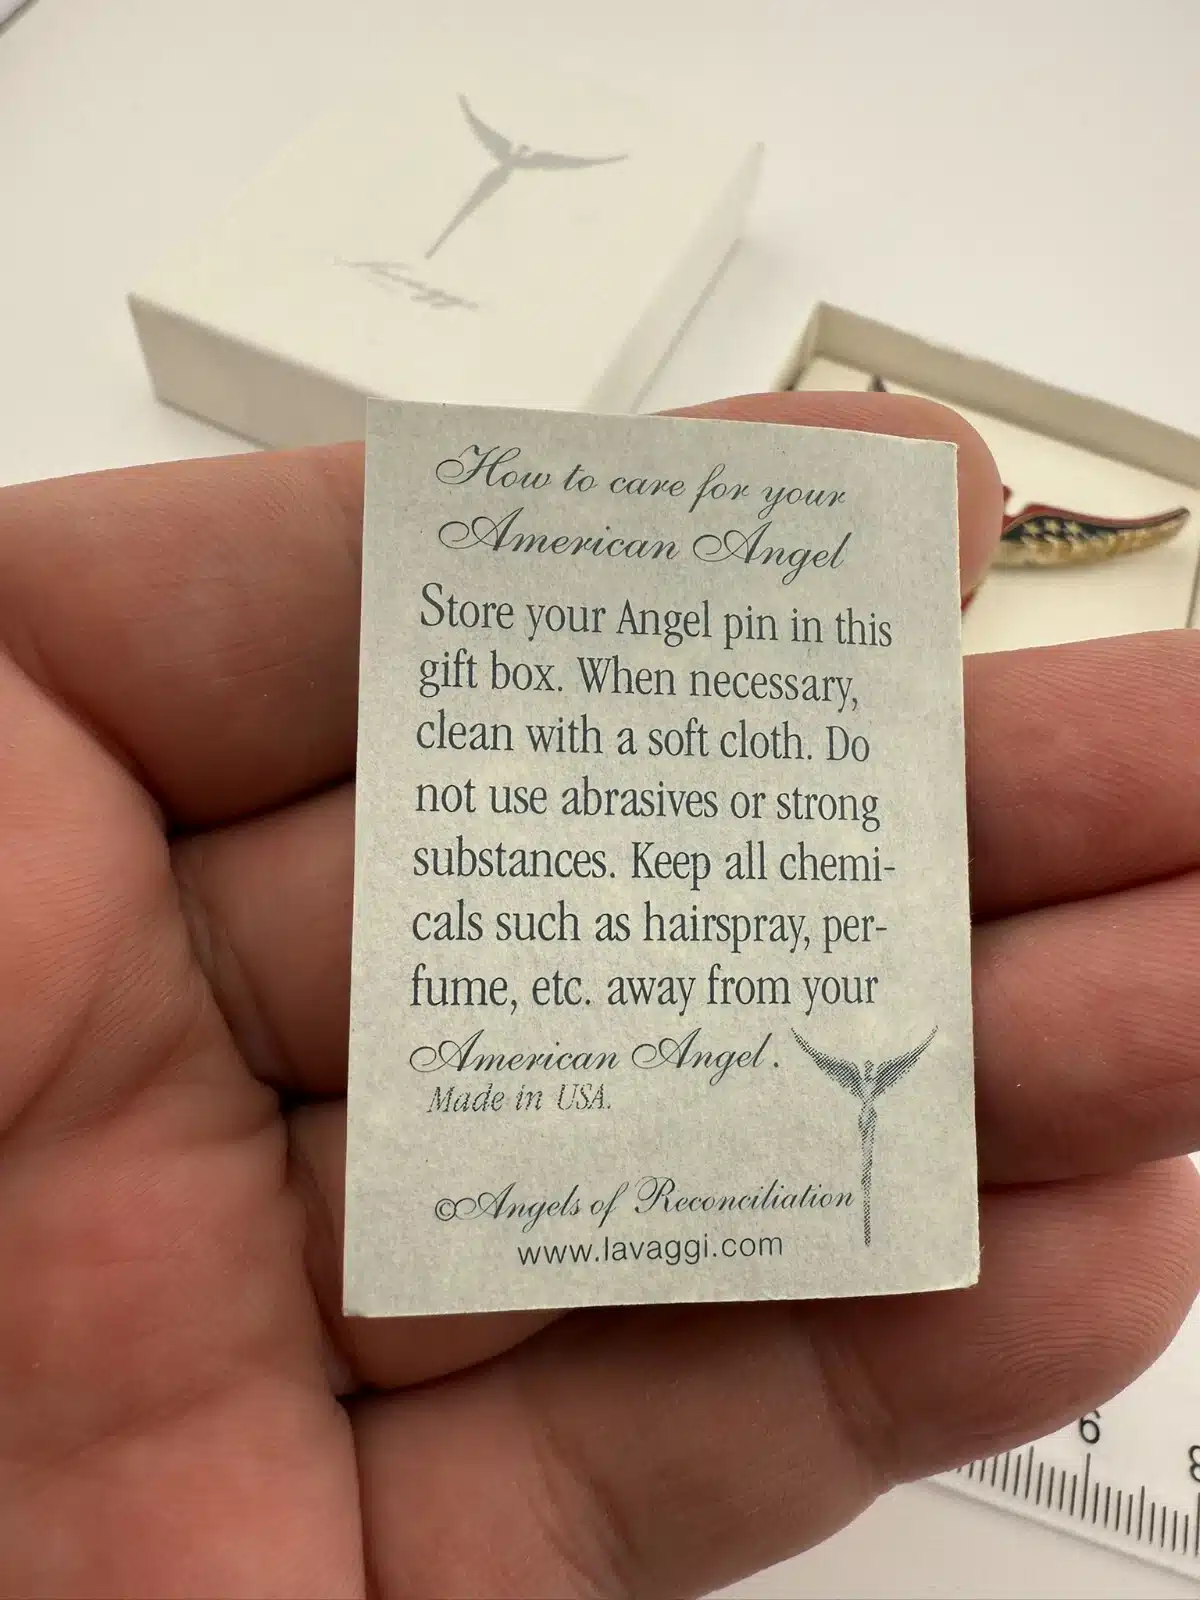 How to care for your
American Angel
Store your Angel pin in this
gift box. When necessary,
clean with a soft cloth. Do
not use abrasives or strong
substances. Keep all chemi-
cals such as hairspray, per-
fume, etc. away from your
American Angel.
Made in USA.
©Angels of Reconciliation
www.lavaggi.com
9
8